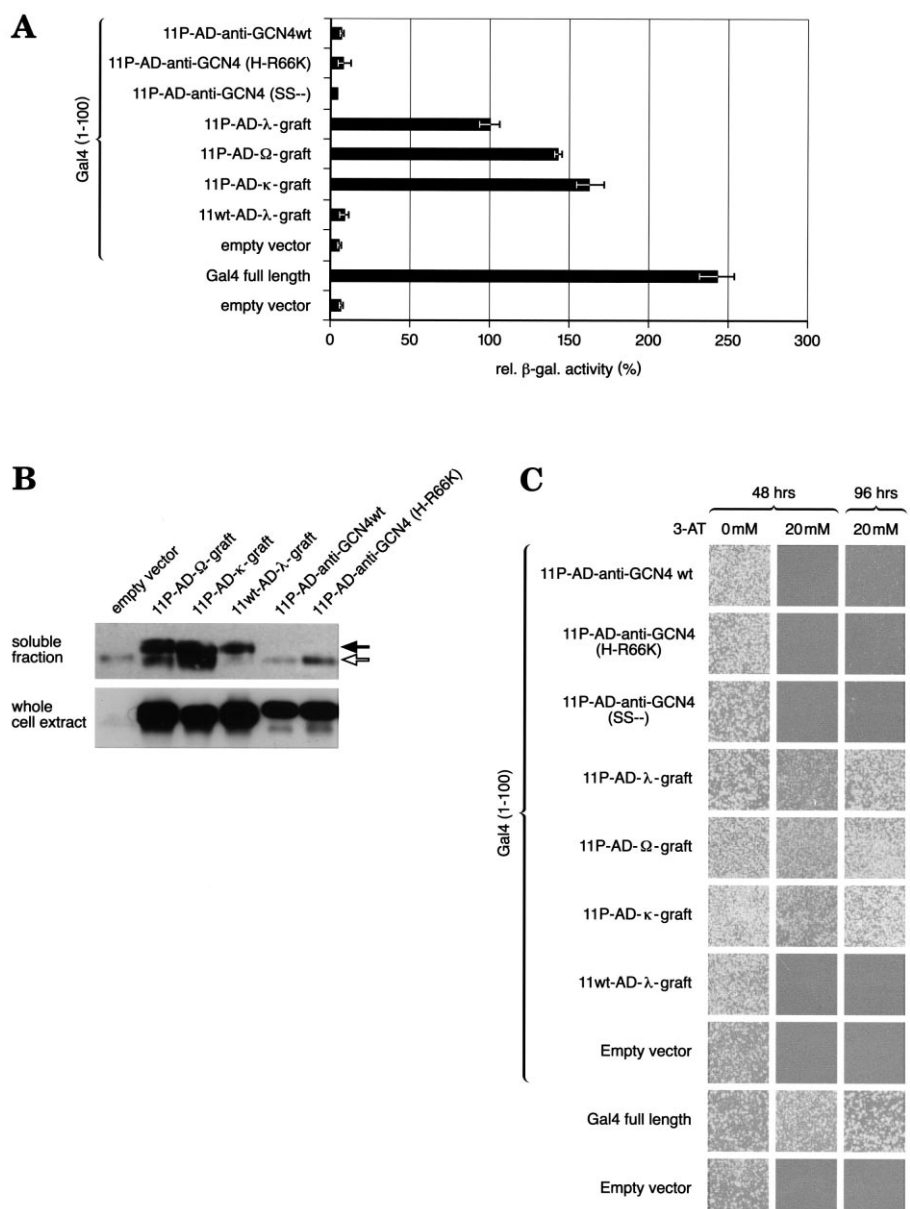 A
Gal4 (1-100)
11P-AD-anti-GCN4wt
11P-AD-anti-GCN4 (H-R66K)
11P-AD-anti-GCN4 (SS--)
11P-AD-λ-graft
11P-AD-Ω-graft
11P-AD-κ-graft
11wt-AD-λ-graft
empty vector
Gal4 full length
empty vector
0 50 100 150 200 250 300
rel. β-gal. activity (%)
B
empty vector
11P-AD-Ω-graft
11P-AD-κ-graft
11wt-AD-λ-graft
11P-AD-anti-GCN4wt
11P-AD-anti-GCN4 (H-R66K)
soluble
fraction
whole
cell extract
C
48 hrs 96 hrs
3-AT 0mM 20mM 20mM
Gal4 (1-100)
11P-AD-anti-GCN4 wt
11P-AD-anti-GCN4
(H-R66K)
11P-AD-anti-GCN4
(SS--)
11P-AD-λ-graft
11P-AD-Ω-graft
11P-AD-κ-graft
11wt-AD-λ-graft
Empty vector
Gal4 full length
Empty vector